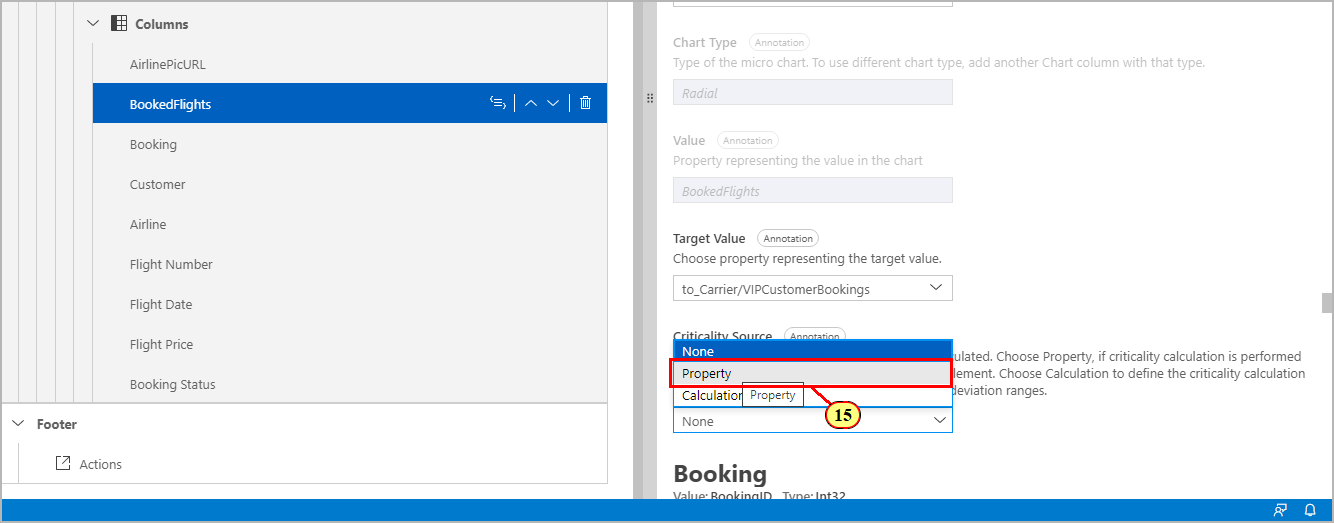 Columns
AirlinePicURL
BookedFlights
Booking
Customer
Airline
Flight Number
Flight Date
Flight Price
Booking Status
Footer
Actions
Chart Type Annotation
Type of the micro chart. To use different chart type, add another Chart column with that type.
Radial
Value Annotation
Property representing the value in the chart
BookedFlights
Target Value Annotation
Choose property representing the target value.
to_Carrier/VIPCustomerBookings
Criticality Source Annotation
None
ulated. Choose Property, if criticality calculation is performed
Property
lement. Choose Calculation to define the criticality calculation
Calculation
Property
deviation ranges.
15
None
Booking
Value: BookingID Type: Int32